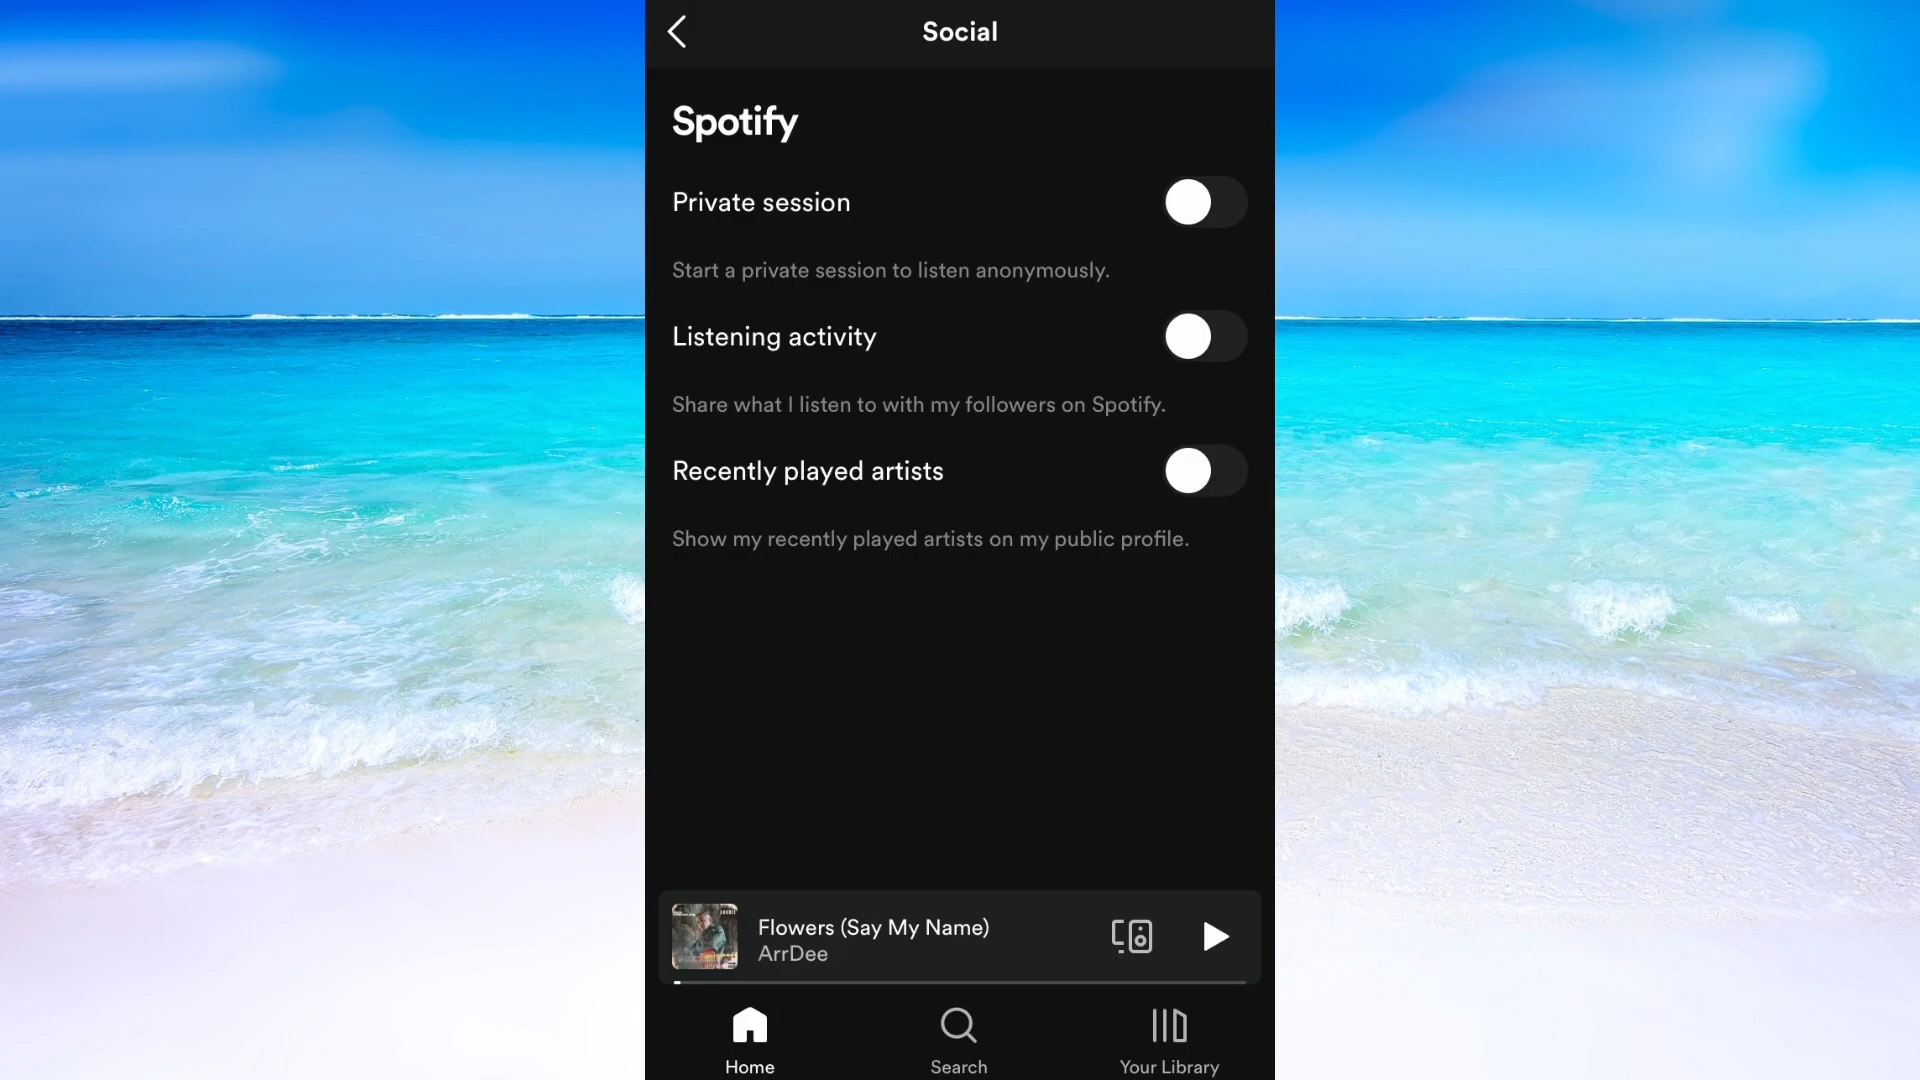 Social
Spotify
Private session
Start a private session to listen anonymously.
Listening activity
Share what I listen to with my followers on Spotify.
Recently played artists
Show my recently played artists on my public profile.
Flowers (Say My Name)
ArrDee
Home
Search
Your Library